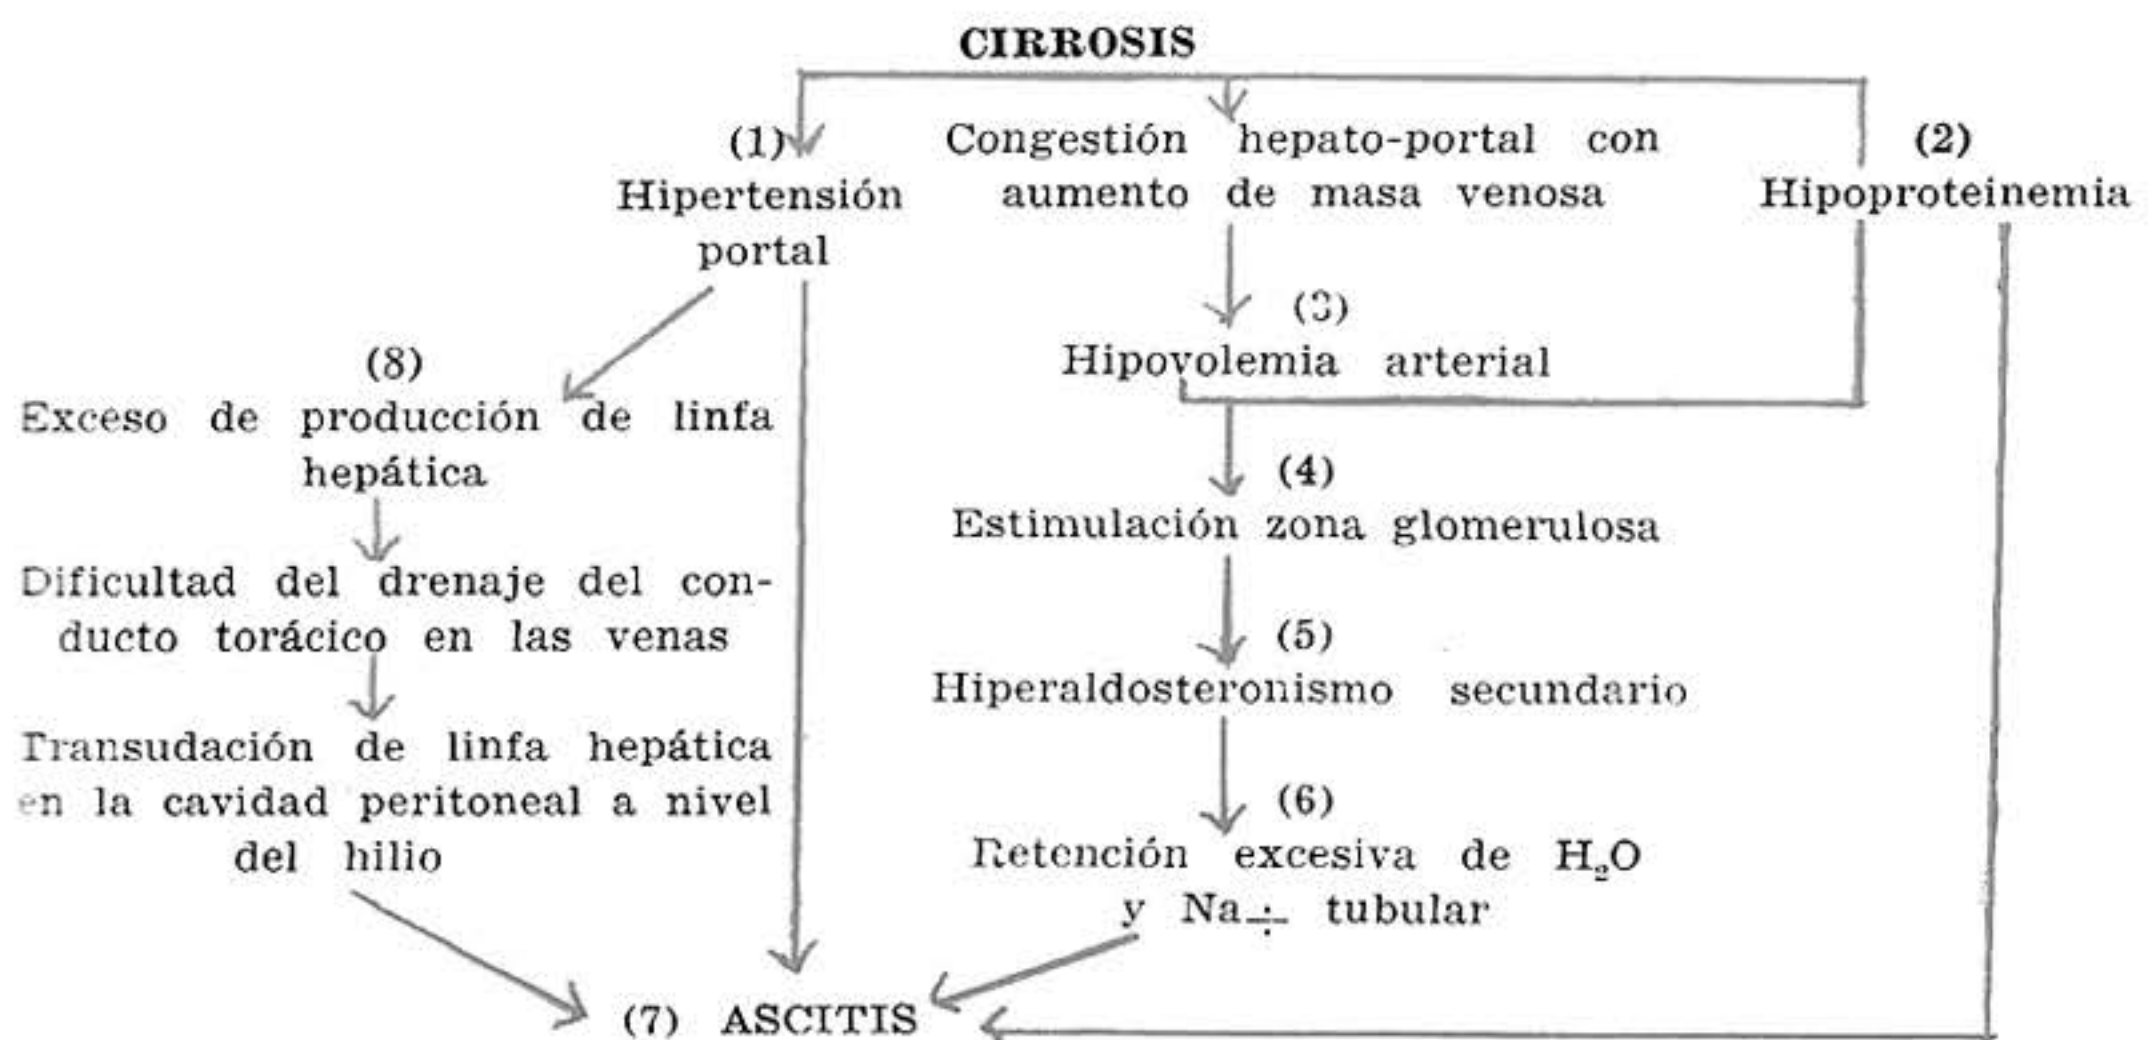 CIRROSIS
(1)
Hipertensión
portal
Congestión hepato-portal con
aumento de masa venosa
(2)
Hipoproteinemia
(3)
Hipovolemia arterial
(8)
Exceso de producción de linfa
hepática
Dificultad del drenaje del con-
ducto torácico en las venas
Transudación de linfa hepática
en la cavidad peritoneal a nivel
del hilio
(4)
Estimulación zona glomerulosa
(5)
Hiperaldosteronismo secundario
(6)
Retención excesiva de H₂O
y Na÷ tubular
(7) ASCITIS